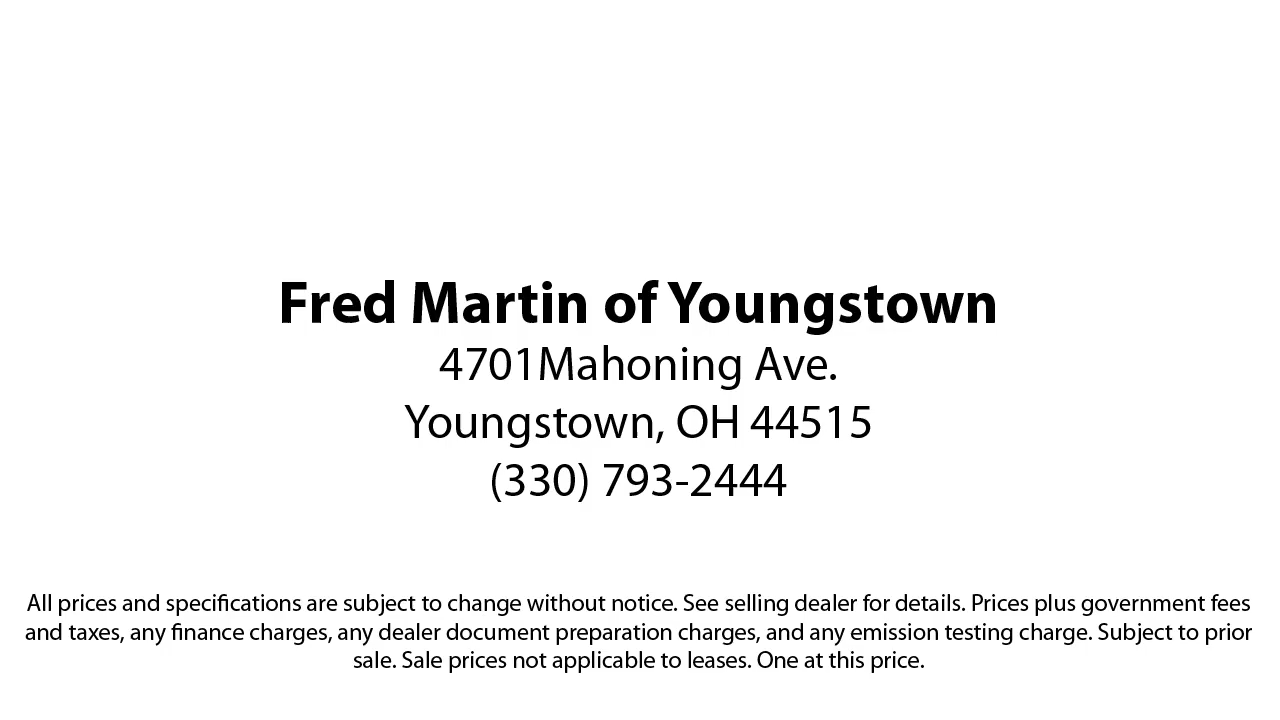 Fred Martin of Youngstown
4701Mahoning Ave.
Youngstown, OH 44515
(330) 793-2444
All prices and specifications are subject to change without notice. See selling dealer for details. Prices plus government fees
and taxes, any finance charges, any dealer document preparation charges, and any emission testing charge. Subject to prior
sale. Sale prices not applicable to leases. One at this price.